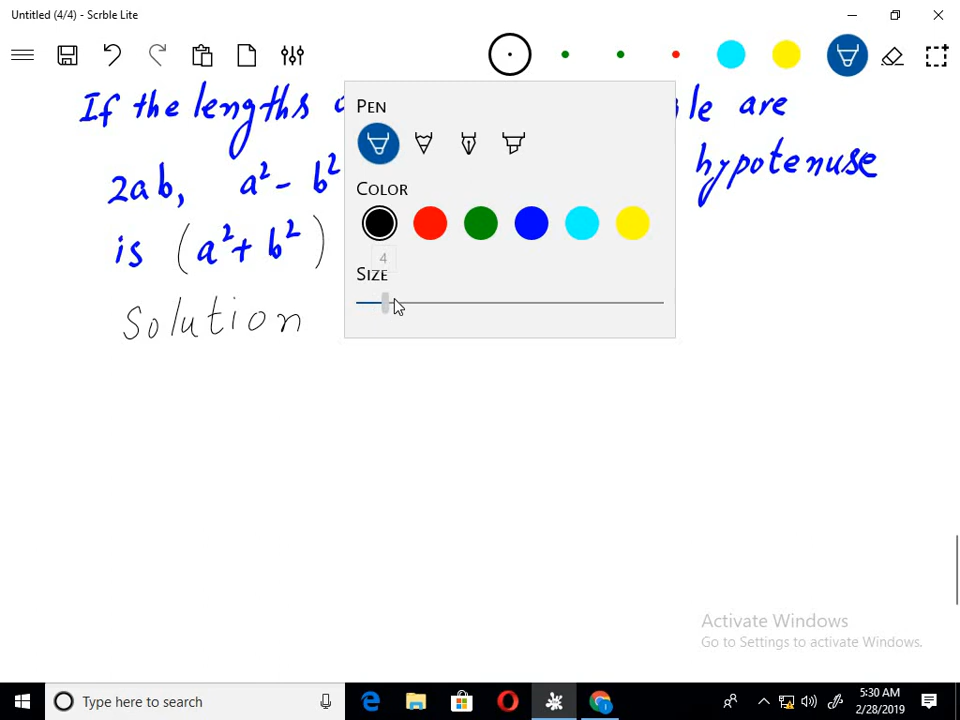 Untitled (4/4) - Scrble Lite
If the lengths le are
2ab, a²- b² hypotenuse
is (a²+ b²)
Solution
PEN
COLOR
4
SIZE
Activate Windows
Go to Settings to activate Windows.
Type here to search
5:30 AM
2/28/2019